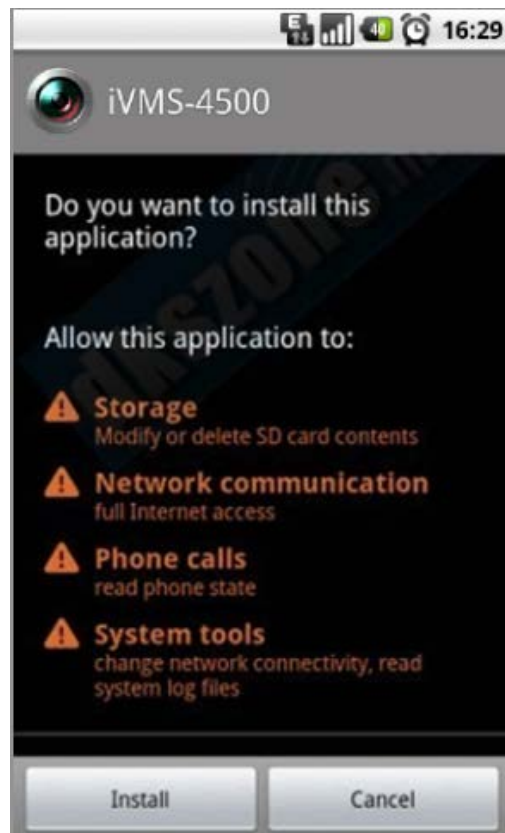 E
40
16:29
iVMS-4500
Do you want to install this
application?
Allow this application to:
Storage
Modify or delete SD card contents
Network communication
full Internet access
Phone calls
read phone state
System tools
change network connectivity, read
system log files
Install
Cancel